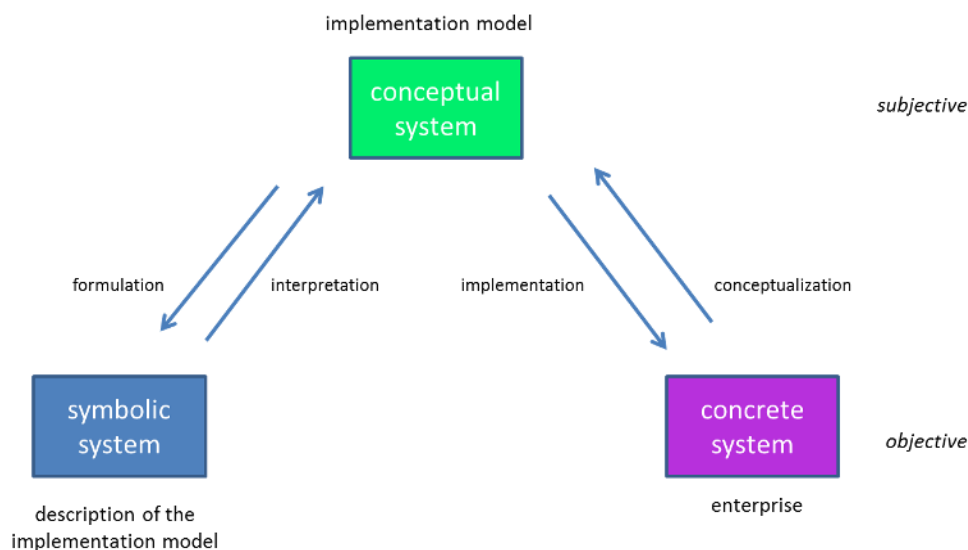 implementation model
conceptual
system
subjective
formulation
interpretation
implementation
conceptualization
symbolic
system
concrete
system
objective
description of the
implementation model
enterprise